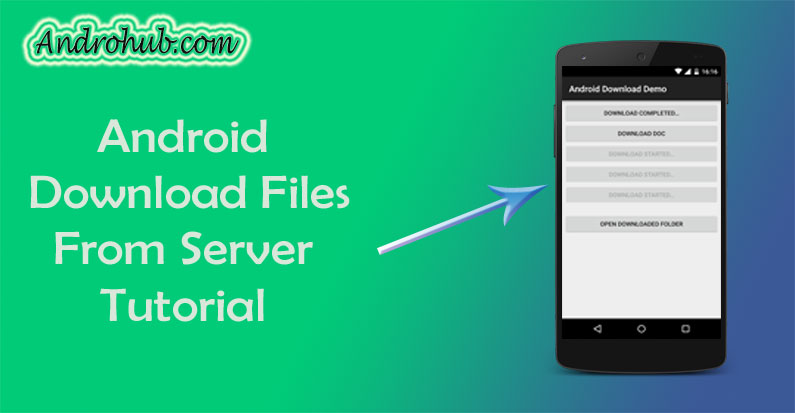 Androhub.com
Android
Download Files
From Server
Tutorial
16:16
Android Download Demo
DOWNLOAD COMPLETED...
DOWNLOAD DOC
DOWNLOAD STARTED...
DOWNLOAD STARTED...
DOWNLOAD STARTED...
OPEN DOWNLOADED FOLDER